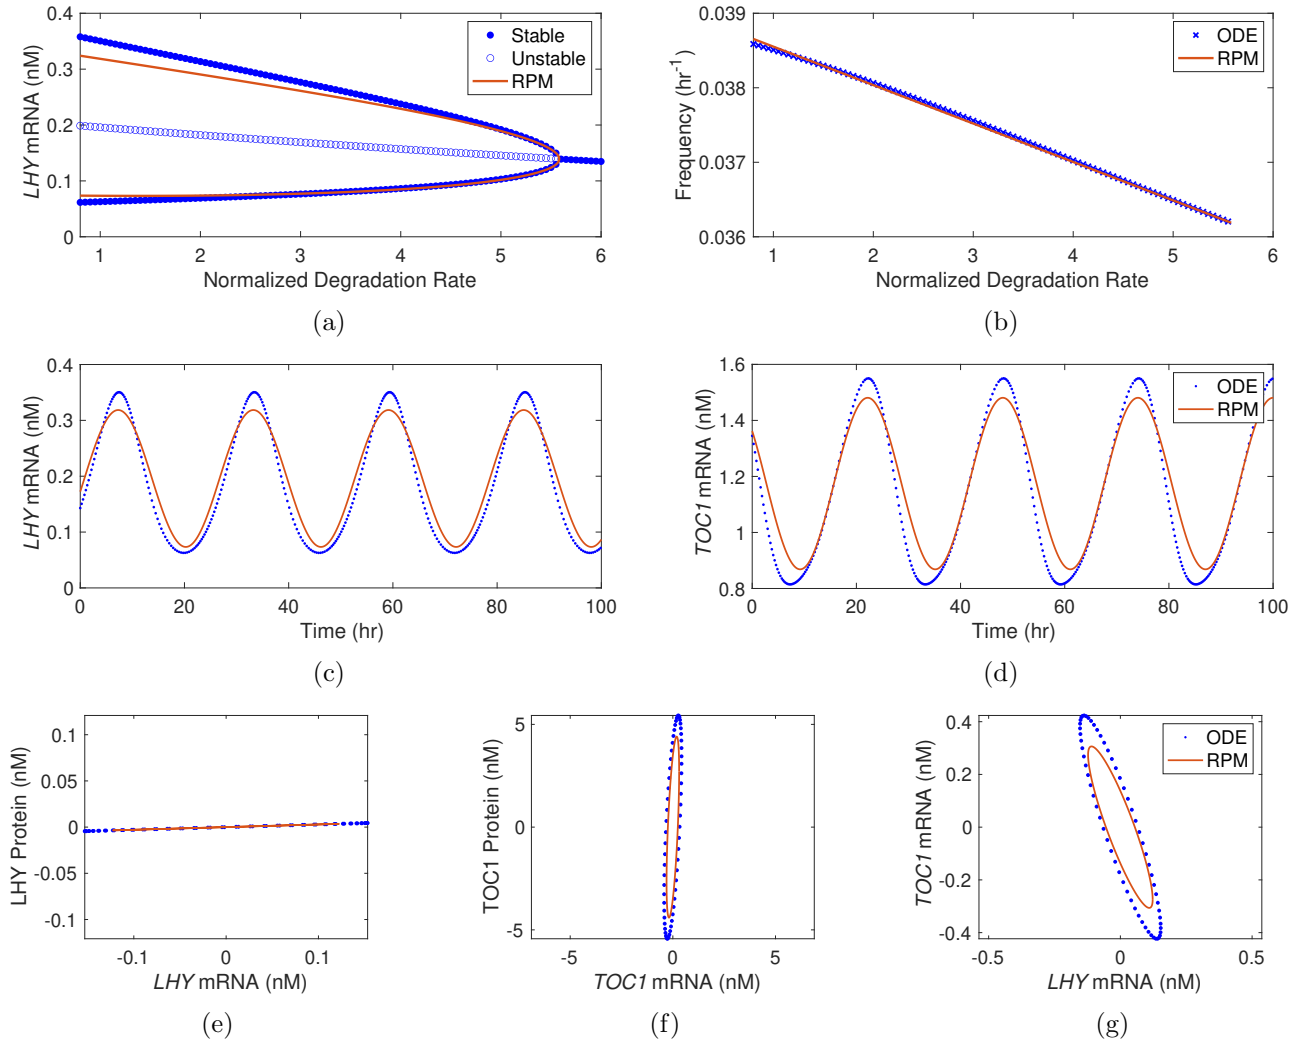 0.4
0.3
0.2
0.1
0
LHY mRNA (nM)
Stable
Unstable
RPM
1 2 3 4 5 6
Normalized Degradation Rate
(a)
0.039
0.038
0.037
0.036
Frequency (hr-1)
ODE
RPM
1 2 3 4 5 6
Normalized Degradation Rate
(b)
0.4
0.3
0.2
0.1
0
LHY mRNA (nM)
0 20 40 60 80 100
Time (hr)
(c)
1.6
1.4
1.2
1
0.8
TOC1 mRNA (nM)
ODE
RPM
0 20 40 60 80 100
Time (hr)
(d)
0.1
0.05
0
-0.05
-0.1
LHY Protein (nM)
-0.1 0 0.1
LHY mRNA (nM)
(e)
5
0
-5
TOC1 Protein (nM)
-5 0 5
TOC1 mRNA (nM)
(f)
0.4
0.2
0
-0.2
-0.4
TOC1 mRNA (nM)
ODE
RPM
-0.5 0 0.5
LHY mRNA (nM)
(g)